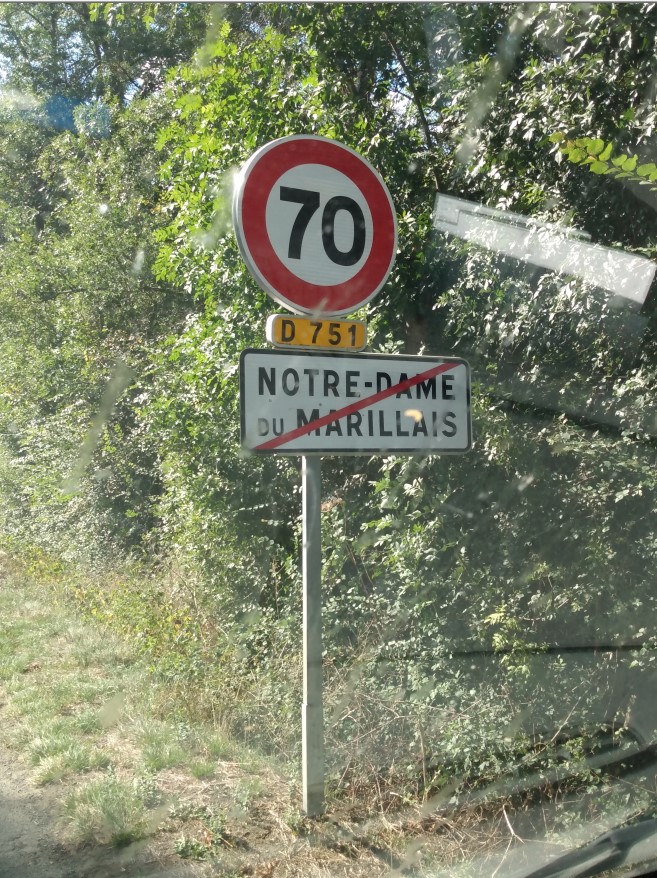 70
D 751
NOTRE-DAME
DU MARILLAIS